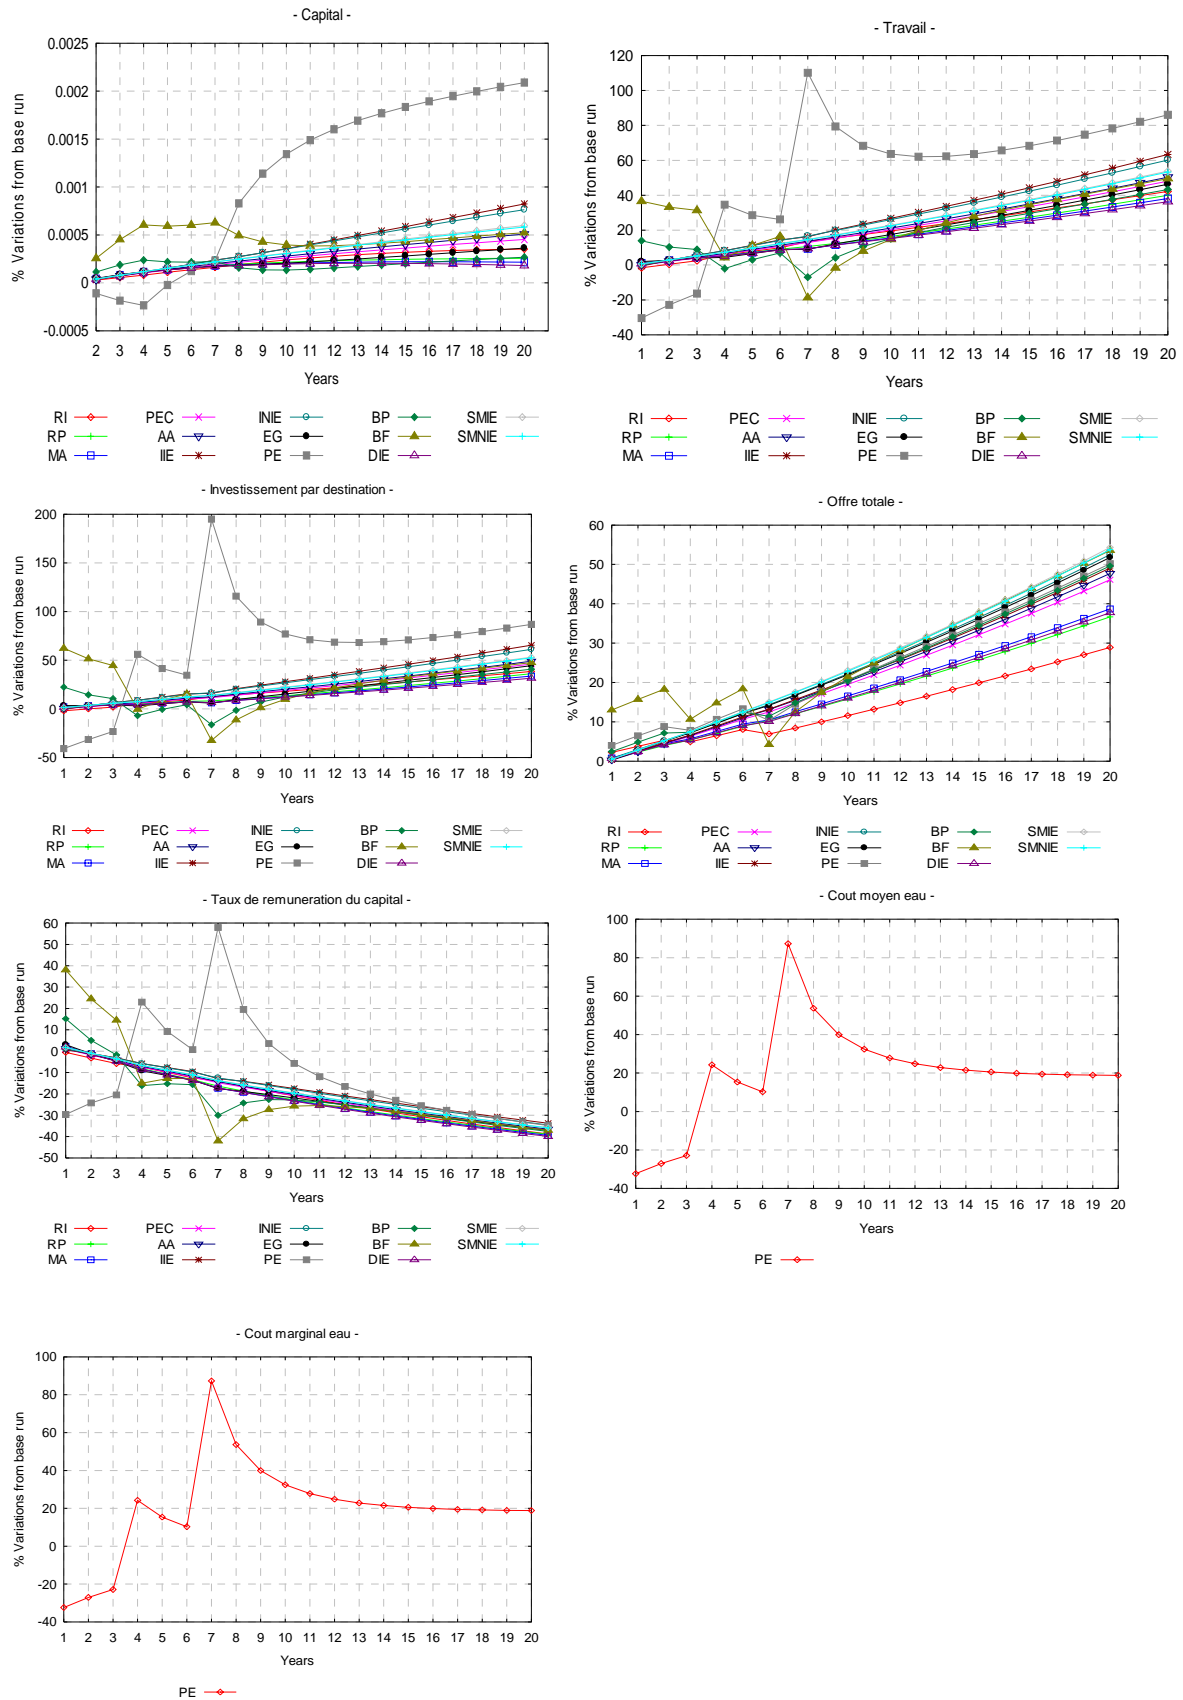 - Capital -
% Variations from base run
0.0025
0.002
0.0015
0.001
0.0005
0
-0.0005
2 3 4 5 6 7 8 9 10 11 12 13 14 15 16 17 18 19 20
Years
RI PEC INIE BP SMIE
RP AA EG BF SMNIE
MA IIE PE DIE
- Travail -
% Variations from base run
120
100
80
60
40
20
0
-20
-40
1 2 3 4 5 6 7 8 9 10 11 12 13 14 15 16 17 18 19 20
Years
RI PEC INIE BP SMIE
RP AA EG BF SMNIE
MA IIE PE DIE
- Investissement par destination -
% Variations from base run
200
150
100
50
0
-50
1 2 3 4 5 6 7 8 9 10 11 12 13 14 15 16 17 18 19 20
Years
RI PEC INIE BP SMIE
RP AA EG BF SMNIE
MA IIE PE DIE
- Offre totale -
% Variations from base run
60
50
40
30
20
10
0
1 2 3 4 5 6 7 8 9 10 11 12 13 14 15 16 17 18 19 20
Years
RI PEC INIE BP SMIE
RP AA EG BF SMNIE
MA IIE PE DIE
- Taux de remuneration du capital -
% Variations from base run
60
50
40
30
20
10
0
-10
-20
-30
-40
-50
1 2 3 4 5 6 7 8 9 10 11 12 13 14 15 16 17 18 19 20
Years
RI PEC INIE BP SMIE
RP AA EG BF SMNIE
MA IIE PE DIE
- Cout moyen eau -
% Variations from base run
100
80
60
40
20
0
-20
-40
1 2 3 4 5 6 7 8 9 10 11 12 13 14 15 16 17 18 19 20
Years
PE
- Cout marginal eau -
% Variations from base run
100
80
60
40
20
0
-20
-40
1 2 3 4 5 6 7 8 9 10 11 12 13 14 15 16 17 18 19 20
Years
PE